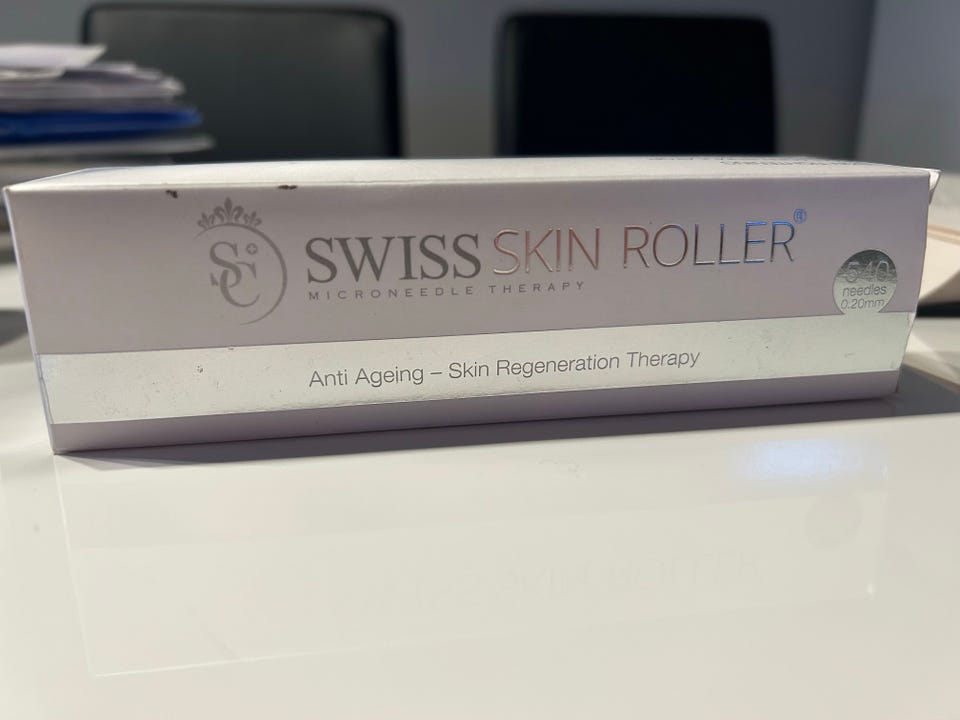 SC
SWISS SKIN ROLLER®
MICRONEEDLE THERAPY
540
needles
0.20mm
Anti Ageing – Skin Regeneration Therapy